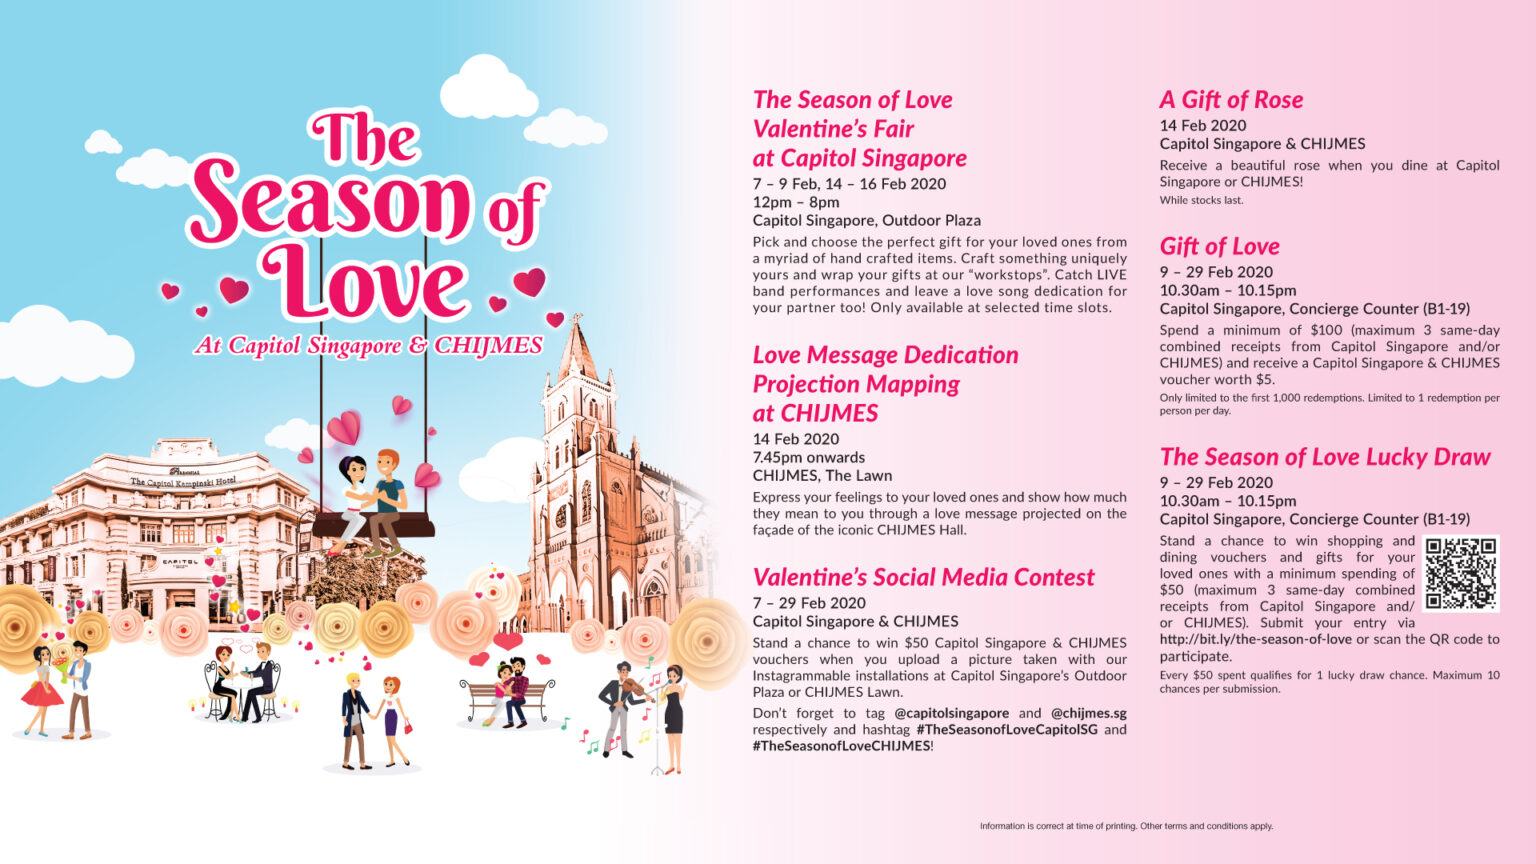 The
Season of
Love
At Capitol Singapore & CHIJMES
PERENNIAL
The Capitol Kempinski Hotel
CAPITOL
The Season of Love
Valentine's Fair
at Capitol Singapore
7 – 9 Feb, 14 – 16 Feb 2020
12pm – 8pm
Capitol Singapore, Outdoor Plaza
Pick and choose the perfect gift for your loved ones from
a myriad of hand crafted items. Craft something uniquely
yours and wrap your gifts at our “workstops”. Catch LIVE
band performances and leave a love song dedication for
your partner too! Only available at selected time slots.
Love Message Dedication
Projection Mapping
at CHIJMES
14 Feb 2020
7.45pm onwards
CHIJMES, The Lawn
Express your feelings to your loved ones and show how much
they mean to you through a love message projected on the
façade of the iconic CHIJMES Hall.
Valentine's Social Media Contest
7 – 29 Feb 2020
Capitol Singapore & CHIJMES
Stand a chance to win $50 Capitol Singapore & CHIJMES
vouchers when you upload a picture taken with our
Instagrammable installations at Capitol Singapore's Outdoor
Plaza or CHIJMES Lawn.
Don't forget to tag @capitolsingapore and @chijmes.sg
respectively and hashtag #TheSeasonofLoveCapitolSG and
#TheSeasonofLoveCHIJMES!
A Gift of Rose
14 Feb 2020
Capitol Singapore & CHIJMES
Receive a beautiful rose when you dine at Capitol
Singapore or CHIJMES!
While stocks last.
Gift of Love
9 – 29 Feb 2020
10.30am – 10.15pm
Capitol Singapore, Concierge Counter (B1-19)
Spend a minimum of $100 (maximum 3 same-day
combined receipts from Capitol Singapore and/or
CHIJMES) and receive a Capitol Singapore & CHIJMES
voucher worth $5.
Only limited to the first 1,000 redemptions. Limited to 1 redemption per
person per day.
The Season of Love Lucky Draw
9 – 29 Feb 2020
10.30am – 10.15pm
Capitol Singapore, Concierge Counter (B1-19)
Stand a chance to win shopping and
dining vouchers and gifts for your
loved ones with a minimum spending of
$50 (maximum 3 same-day combined
receipts from Capitol Singapore and/
or CHIJMES). Submit your entry via
http://bit.ly/the-season-of-love or scan the QR code to
participate.
Every $50 spent qualifies for 1 lucky draw chance. Maximum 10
chances per submission.
Information is correct at time of printing. Other terms and conditions apply.